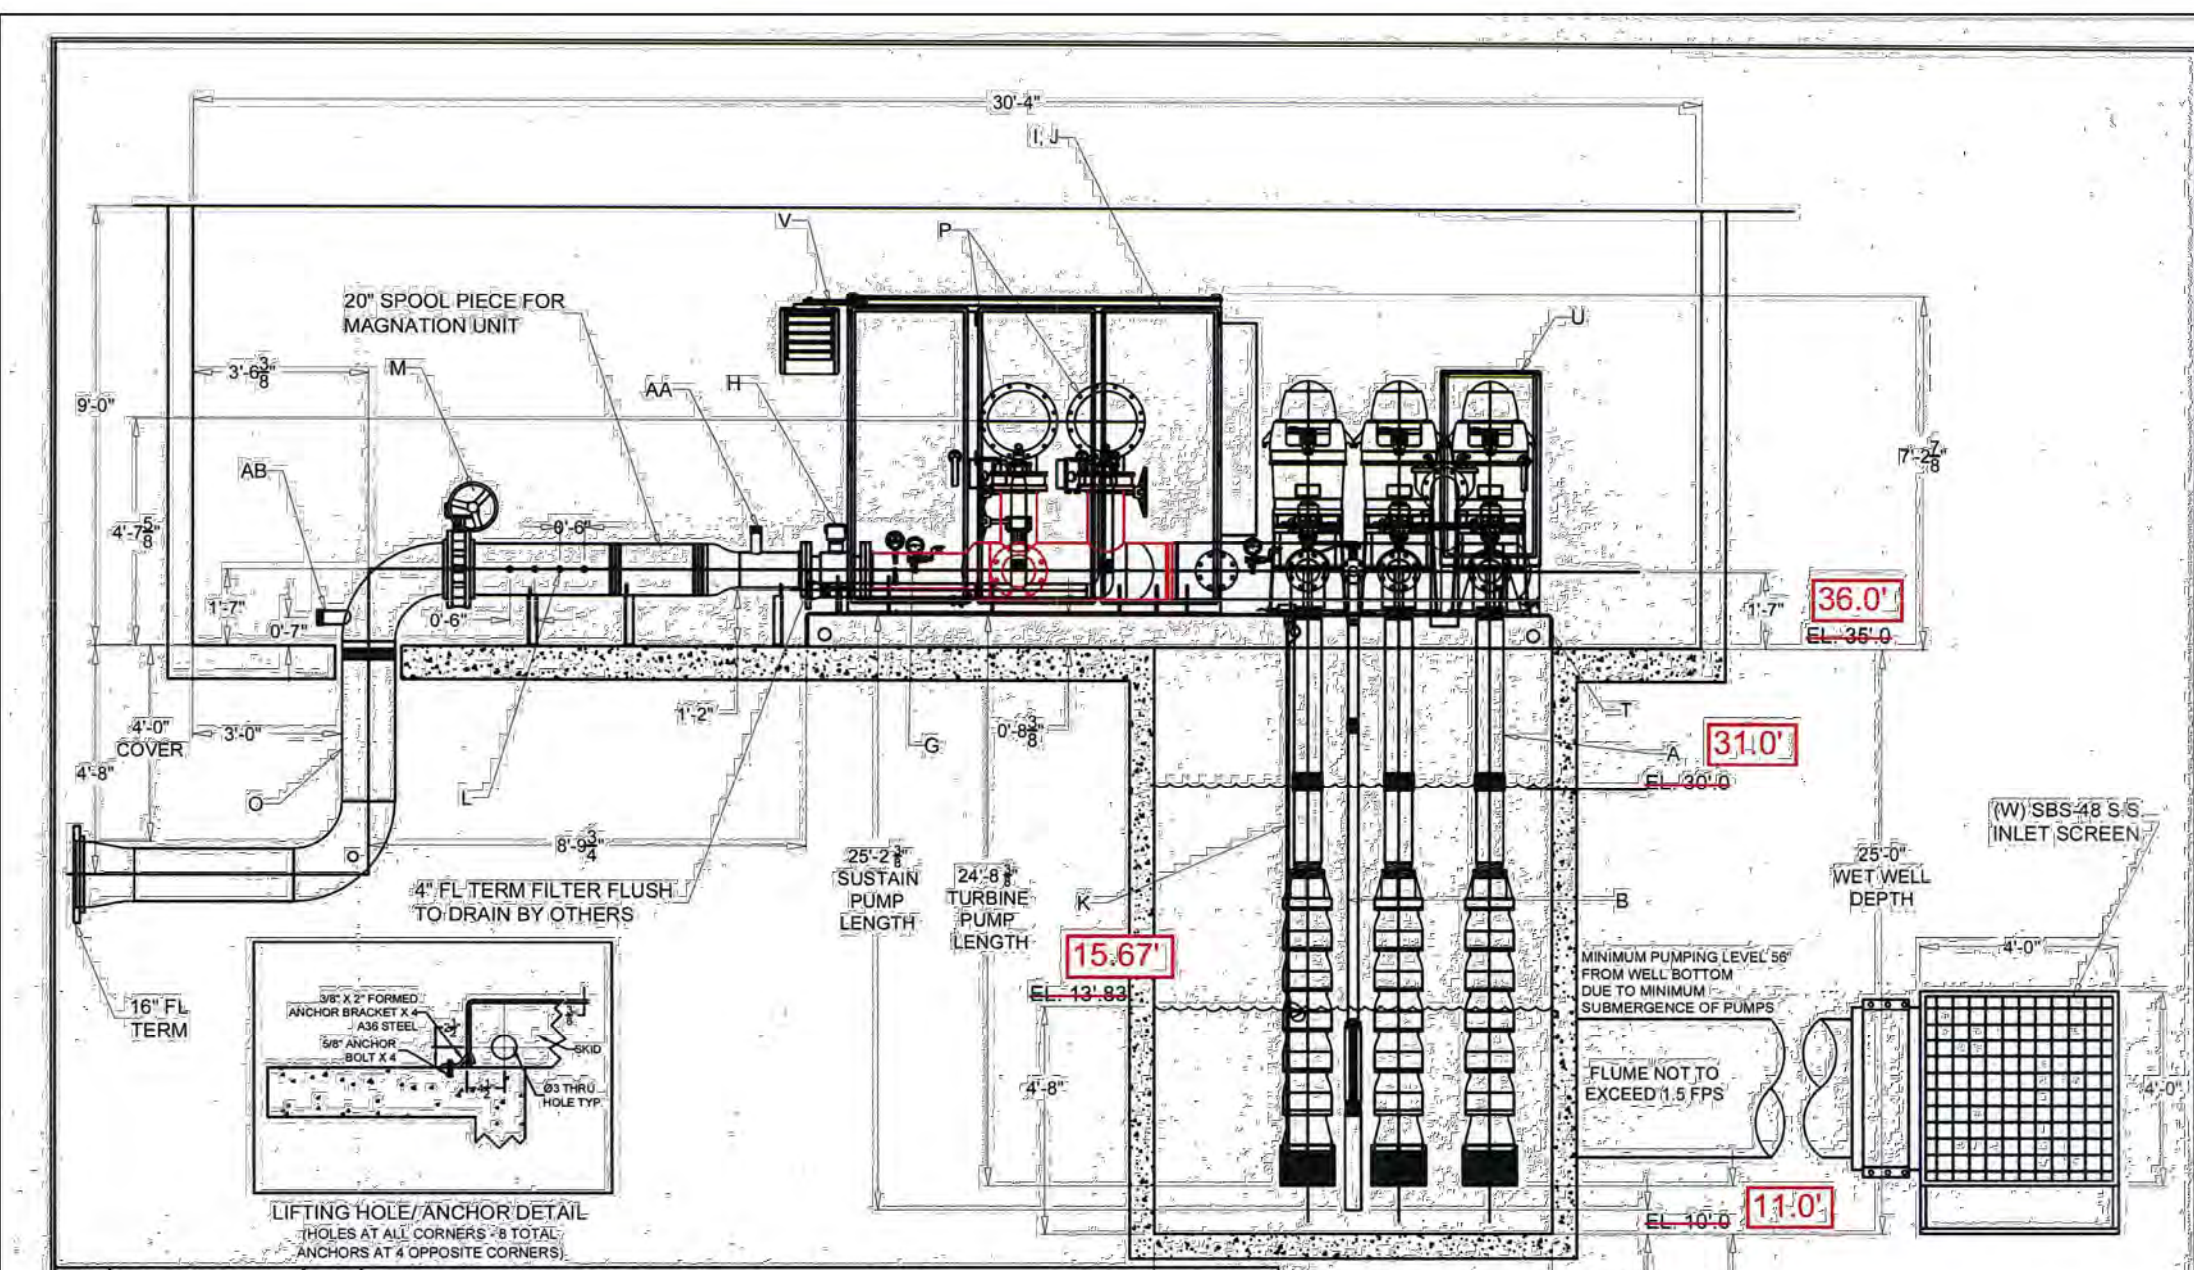 30'-4"
I, J
V
P
20" SPOOL PIECE FOR
MAGNATION UNIT
U
3'-6 3/8"
M
AA
H
9'-0"
7'-2 7/8"
AB
4'-7 5/8"
0'-6"
1'-7"
0'-7"
0'-6"
1'-7"
36.0'
EL. 35'.0
4'-0"
COVER
3'-0"
1'-2"
G
0'-8 3/8"
T
31.0'
A
4'-8"
O
L
EL. 30'.0
(W) SBS-48 S.S.
INLET SCREEN
8'-9 3/4"
25'-2 3/8"
SUSTAIN
PUMP
LENGTH
24'-8 3/8"
TURBINE
PUMP
LENGTH
25'-0"
WET WELL
DEPTH
4" FL TERM FILTER FLUSH
TO DRAIN BY OTHERS
K
B
15.67'
EL. 13'.83
4'-0"
MINIMUM PUMPING LEVEL 56"
FROM WELL BOTTOM
DUE TO MINIMUM
SUBMERGENCE OF PUMPS
16" FL
TERM
3/8" X 2" FORMED
ANCHOR BRACKET X 4
A36 STEEL
5/8" ANCHOR
BOLT X 4
SKID
Ø3 THRU
HOLE TYP.
4'-8"
FLUME NOT TO
EXCEED 1.5 FPS
4'-0"
LIFTING HOLE/ ANCHOR DETAIL
(HOLES AT ALL CORNERS - 8 TOTAL
ANCHORS AT 4 OPPOSITE CORNERS)
EL. 10'.0
11.0'